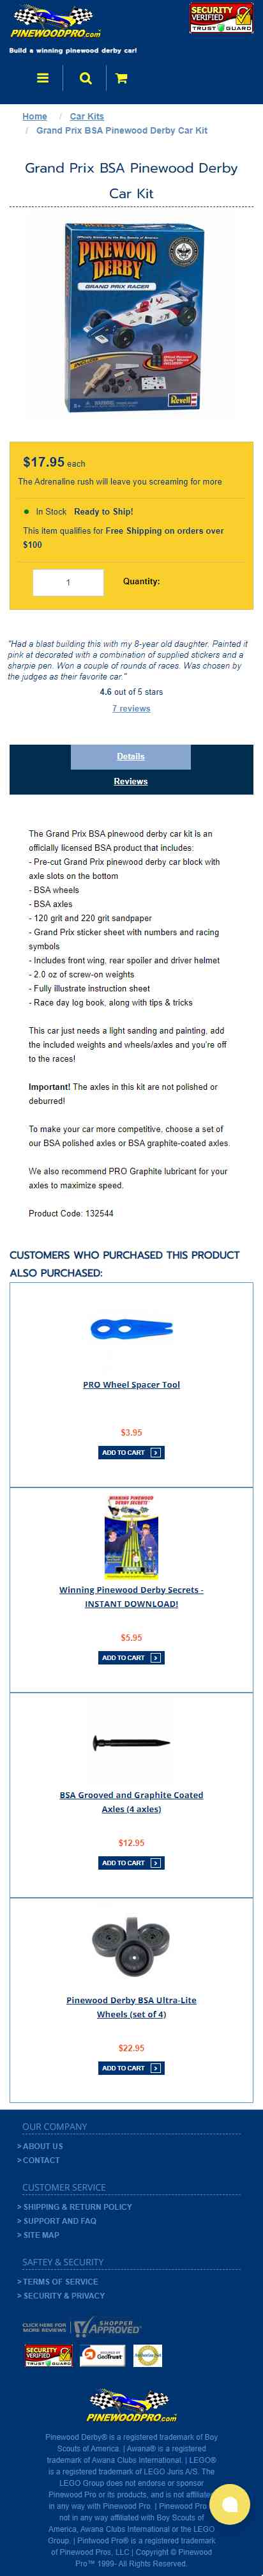 PINEWOODPRO.com
Build a winning pinewood derby car!
SECURITY
VERIFIED
TRUST GUARD
Home / Car Kits
/ Grand Prix BSA Pinewood Derby Car Kit
Grand Prix BSA Pinewood Derby
Car Kit
PINEWOOD
DERBY
GRAND PRIX RACER
Revell
$17.95 each
The Adrenaline rush will leave you screaming for more
In Stock Ready to Ship!
This item qualifies for Free Shipping on orders over
$100
1 Quantity:
"Had a blast building this with my 8-year old daughter. Painted it
pink at decorated with a combination of supplied stickers and a
sharpie pen. Won a couple of rounds of races. Was chosen by
the judges as their favorite car."
4.6 out of 5 stars
7 reviews
Details
Reviews
The Grand Prix BSA pinewood derby car kit is an
officially licensed BSA product that includes:
- Pre-cut Grand Prix pinewood derby car block with
axle slots on the bottom
- BSA wheels
- BSA axles
- 120 grit and 220 grit sandpaper
- Grand Prix sticker sheet with numbers and racing
symbols
- Includes front wing, rear spoiler and driver helmet
- 2.0 oz of screw-on weights
- Fully illustrate instruction sheet
- Race day log book, along with tips & tricks
This car just needs a light sanding and painting, add
the included weights and wheels/axles and you're off
to the races!
Important! The axles in this kit are not polished or
deburred!
To make your car more competitive, choose a set of
our BSA polished axles or BSA graphite-coated axles.
We also recommend PRO Graphite lubricant for your
axles to maximize speed.
Product Code: 132544
CUSTOMERS WHO PURCHASED THIS PRODUCT
ALSO PURCHASED:
PRO Wheel Spacer Tool
$3.95
ADD TO CART
WINNING PINEWOOD
DERBY SECRETS
Winning Pinewood Derby Secrets -
INSTANT DOWNLOAD!
$5.95
ADD TO CART
BSA Grooved and Graphite Coated
Axles (4 axles)
$12.95
ADD TO CART
Pinewood Derby BSA Ultra-Lite
Wheels (set of 4)
$22.95
ADD TO CART
OUR COMPANY
> ABOUT US
> CONTACT
CUSTOMER SERVICE
> SHIPPING & RETURN POLICY
> SUPPORT AND FAQ
> SITE MAP
SAFTEY & SECURITY
> TERMS OF SERVICE
> SECURITY & PRIVACY
CLICK HERE FOR
MORE REVIEWS
SHOPPER
APPROVED
SECURITY
VERIFIED
TRUST GUARD
GoTrust
PINEWOODPRO.com
Pinewood Derby® is a registered trademark of Boy
Scouts of America. | Awana® is a registered
trademark of Awana Clubs International. | LEGO®
is a registered trademark of LEGO Juris A/S. The
LEGO Group does not endorse or sponsor
Pinewood Pro or its products, and is not affiliate
in any way with Pinewood Pro. | Pinewood Pro
not in any way affiliated with Boy Scouts of
America, Awana Clubs International or the LEGO
Group. | Pintwood Pro® is a registered trademark
of Pinewood Pros, LLC | Copyright © Pinewood
Pro™ 1999- All Rights Reserved.